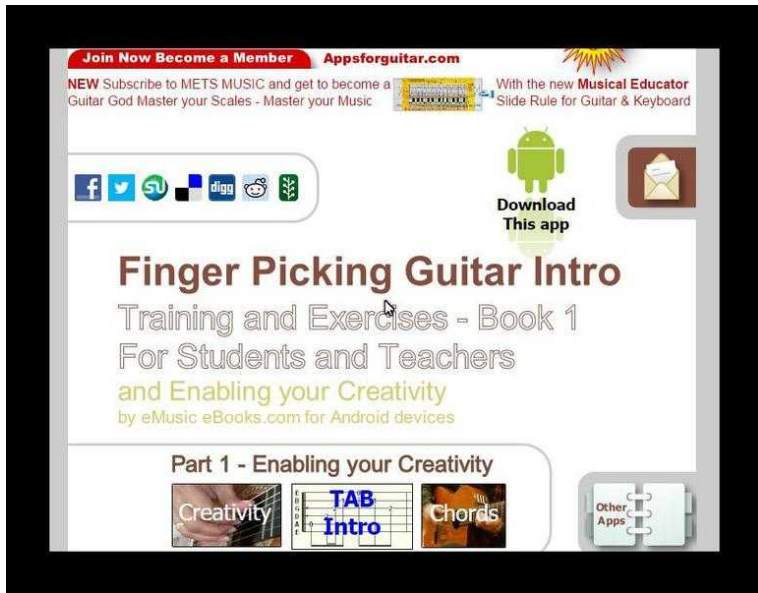 Join Now Become a Member
Appsforguitar.com
NEW Subscribe to METS MUSIC and get to become a
Guitar God Master your Scales - Master your Music
With the new Musical Educator
Slide Rule for Guitar & Keyboard
digg
Download
This app
Finger Picking Guitar Intro
Training and Exercises - Book 1
For Students and Teachers
and Enabling your Creativity
by eMusic eBooks.com for Android devices
Part 1 - Enabling your Creativity
Creativity
TAB
Intro
Chords
Other
Apps